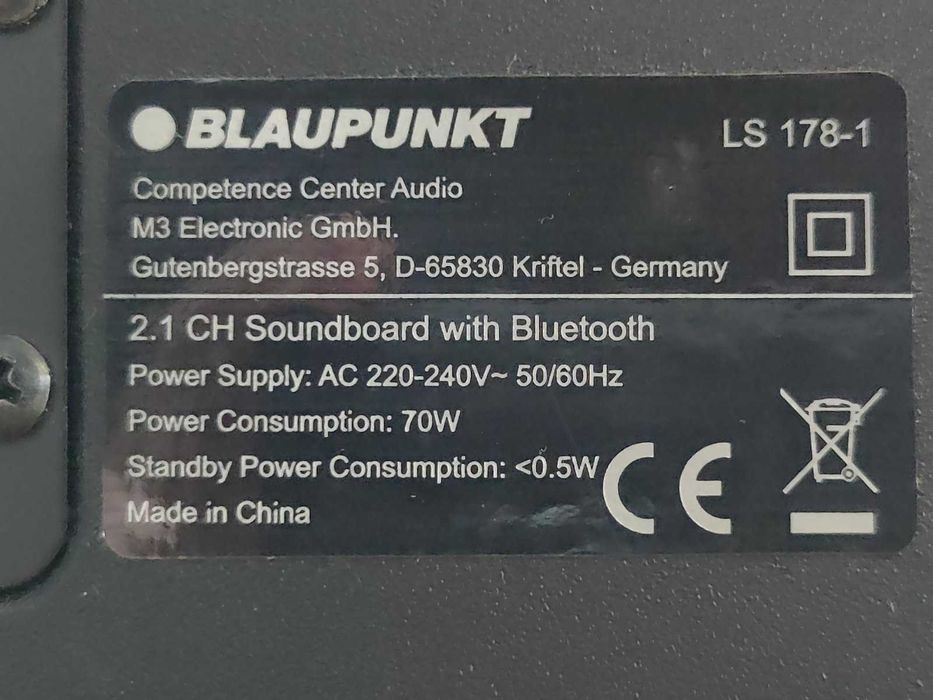 BLAUPUNKT LS 178-1
Competence Center Audio
M3 Electronic GmbH.
Gutenbergstrasse 5, D-65830 Kriftel - Germany
2.1 CH Soundboard with Bluetooth
Power Supply: AC 220-240V~ 50/60Hz
Power Consumption: 70W
Standby Power Consumption: <0.5W
CE
Made in China